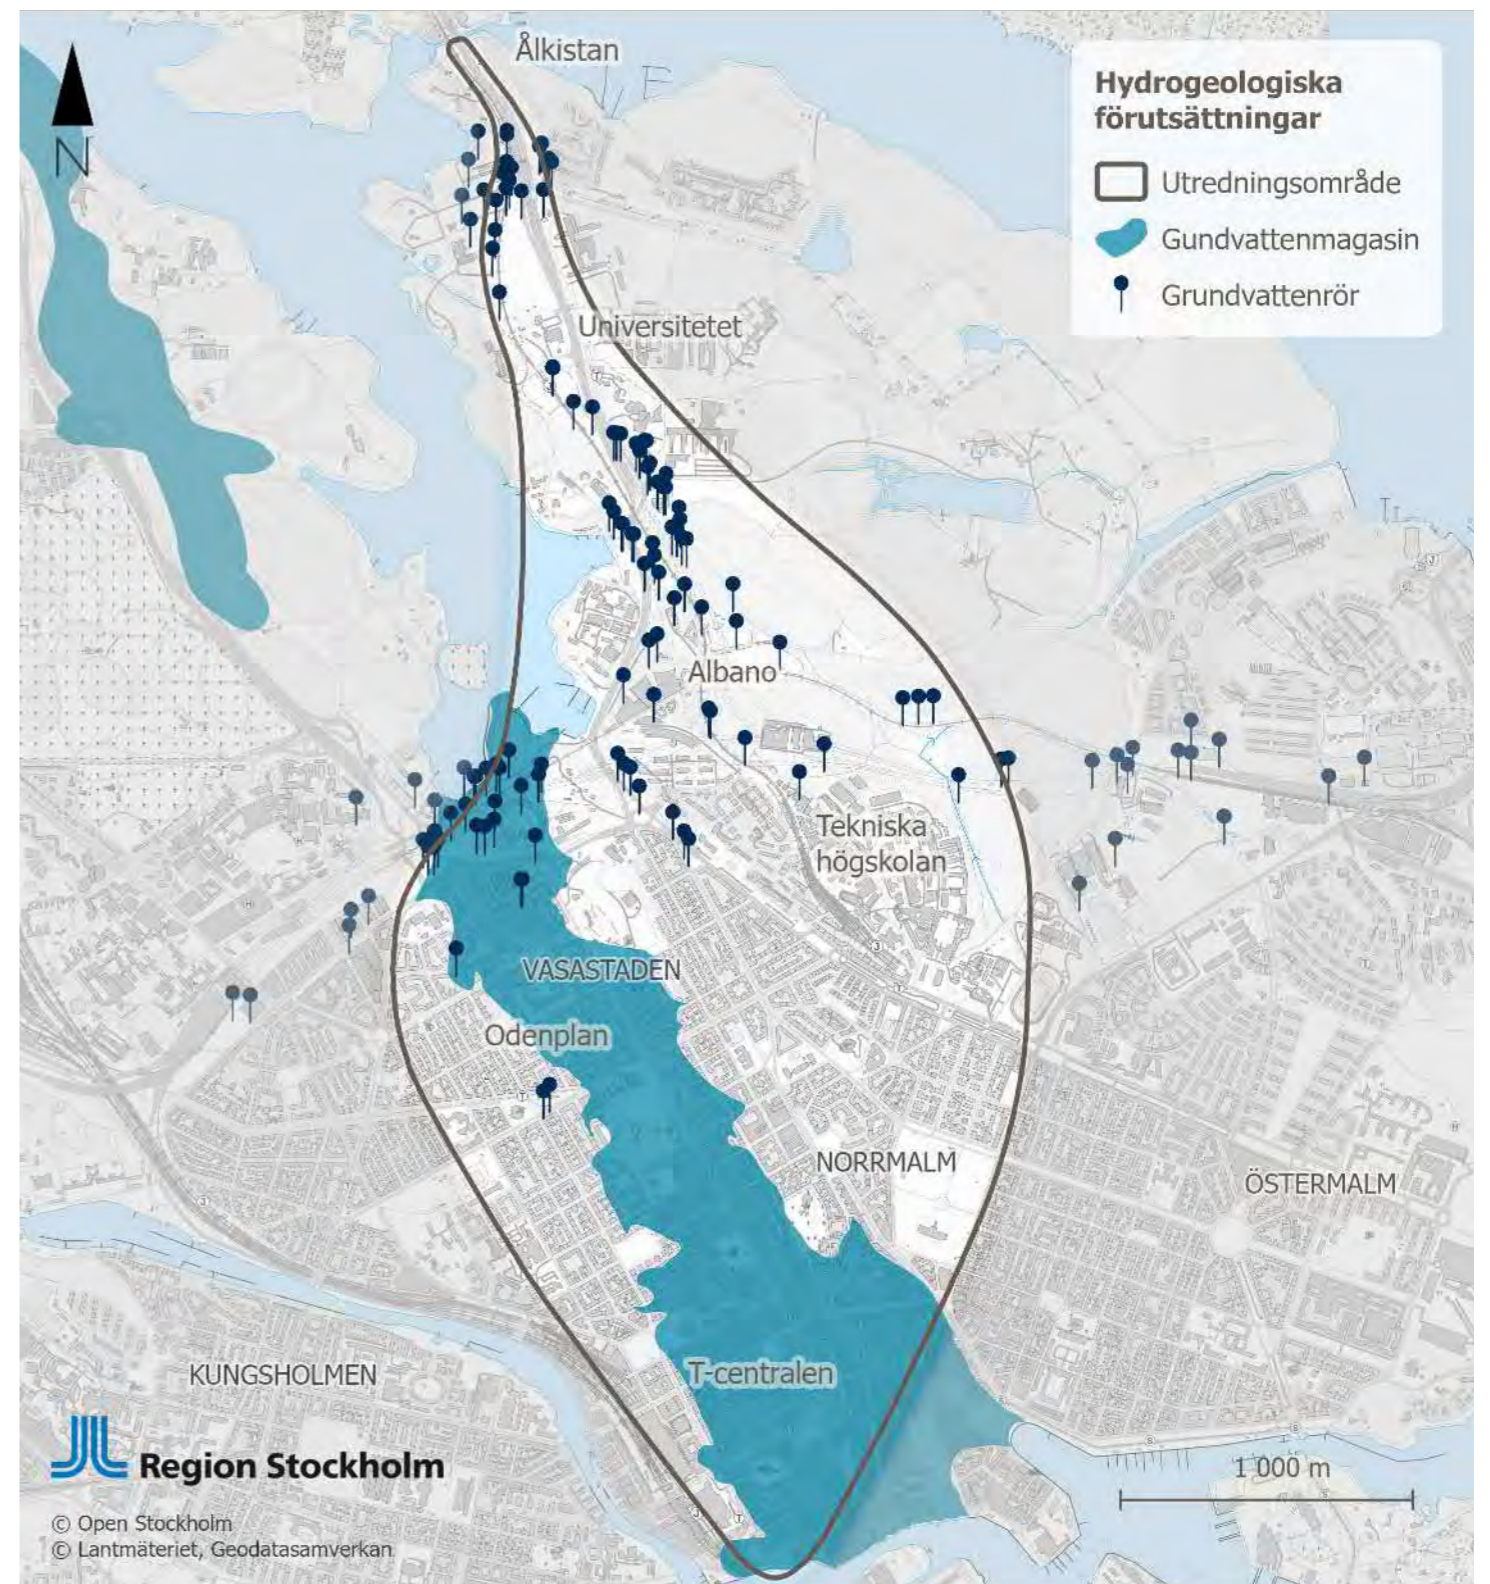 Ålkistan
N
Hydrogeologiska
förutsättningar
Utredningsområde
Gundvattenmagasin
Grundvattenrör
Universitetet
Albano
Tekniska
högskolan
VASASTADEN
Odenplan
NORRMALM
ÖSTERMALM
T-centralen
KUNGSHOLMEN
Region Stockholm
1 000 m
© Open Stockholm
© Lantmäteriet, Geodatasamverkan